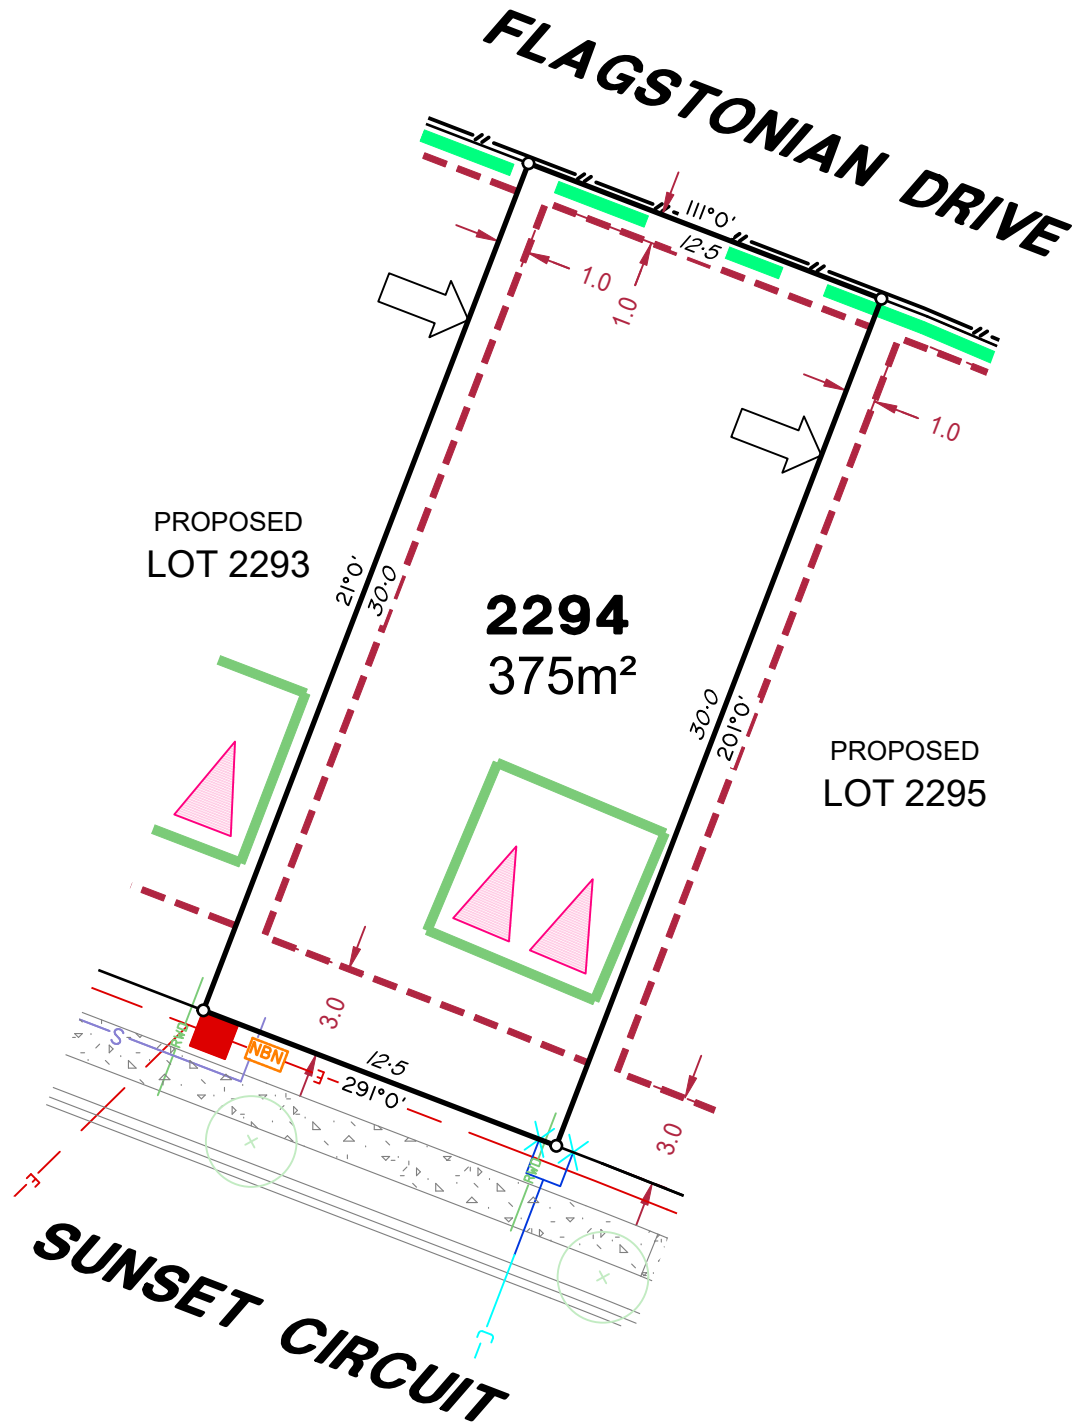 FLAGSTONIAN DRIVE
111°0'
12·5
1.0
1.0
1.0
PROPOSED
LOT 2293
21°0'
30·0
2294
375m²
30·0
201°0'
PROPOSED
LOT 2295
3.0
RWD
S
NBN
E
12·5
291°0'
3.0
RWD
E
C
SUNSET CIRCUIT